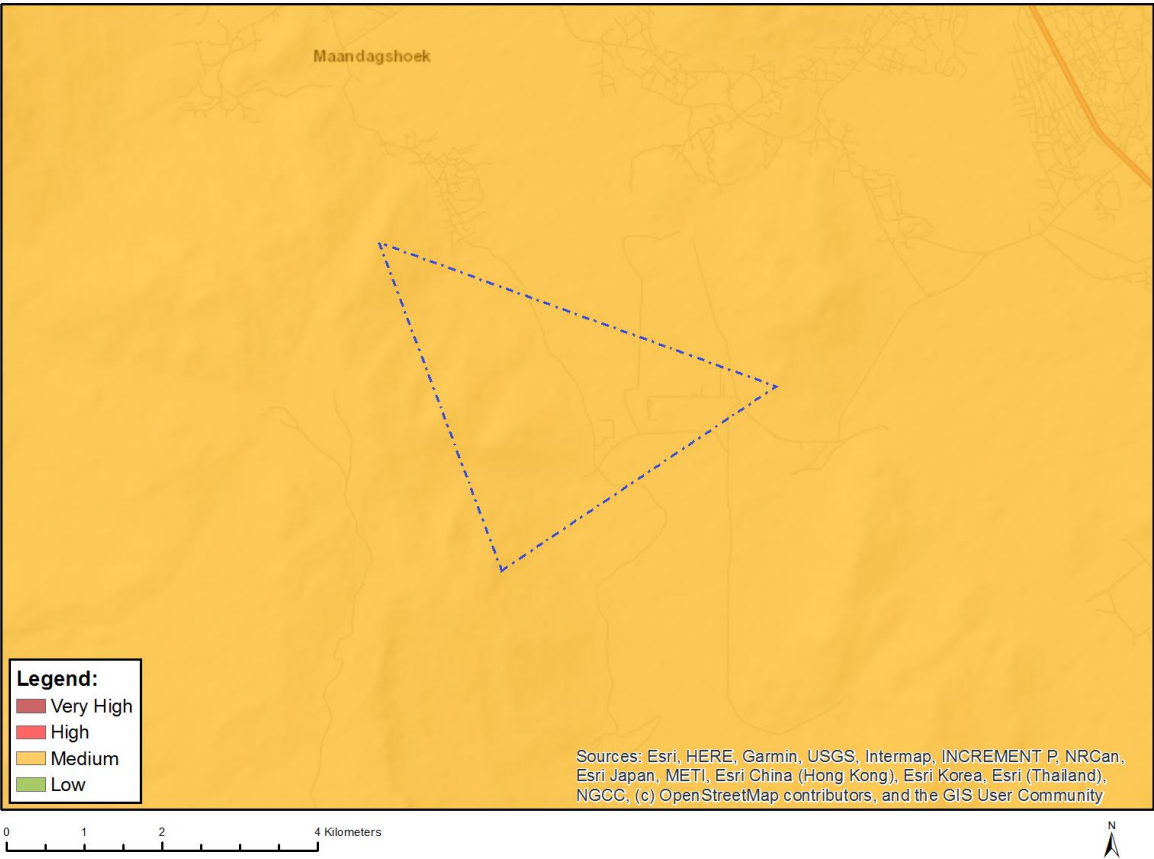 Maandagshoek
Legend:
Very High
High
Medium
Low
Sources: Esri, HERE, Garmin, USGS, Intermap, INCREMENT P, NRCan,
Esri Japan, METI, Esri China (Hong Kong), Esri Korea, Esri (Thailand),
NGCC, (c) OpenStreetMap contributors, and the GIS User Community
0 1 2 4 Kilometers
N